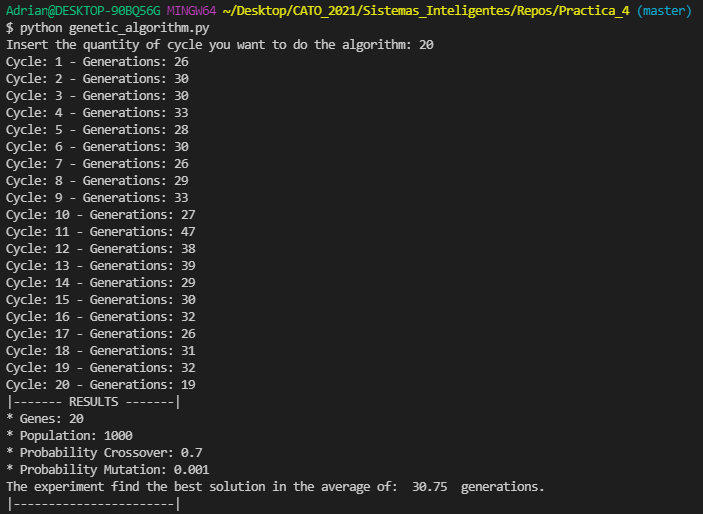 Adrian@DESKTOP-90BQ56G MINGW64 ~/Desktop/CATO_2021/Sistemas_Inteligentes/Repos/Practica_4 (master)
$ python genetic_algorithm.py
Insert the quantity of cycle you want to do the algorithm: 20
Cycle: 1 - Generations: 26
Cycle: 2 - Generations: 30
Cycle: 3 - Generations: 30
Cycle: 4 - Generations: 33
Cycle: 5 - Generations: 28
Cycle: 6 - Generations: 30
Cycle: 7 - Generations: 26
Cycle: 8 - Generations: 29
Cycle: 9 - Generations: 33
Cycle: 10 - Generations: 27
Cycle: 11 - Generations: 47
Cycle: 12 - Generations: 38
Cycle: 13 - Generations: 39
Cycle: 14 - Generations: 29
Cycle: 15 - Generations: 30
Cycle: 16 - Generations: 32
Cycle: 17 - Generations: 26
Cycle: 18 - Generations: 31
Cycle: 19 - Generations: 32
Cycle: 20 - Generations: 19
|------- RESULTS -------|
* Genes: 20
* Population: 1000
* Probability Crossover: 0.7
* Probability Mutation: 0.001
The experiment find the best solution in the average of:  30.75  generations.
|-----------------------|